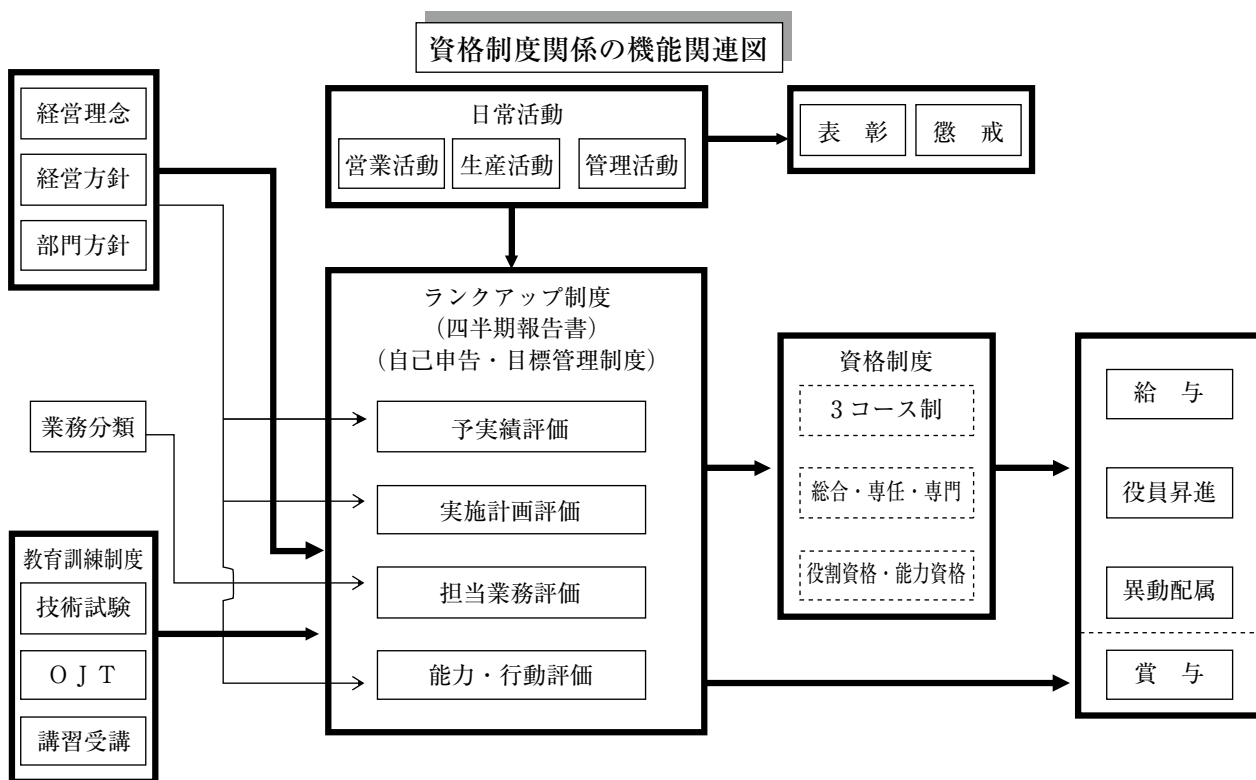 資格制度関係の機能関連図
経営理念
経営方針
部門方針
日常活動
営業活動
生産活動
管理活動
表 彰
懲 戒
ランクアップ制度
(四半期報告書)
(自己申告・目標管理制度)
予実績評価
実施計画評価
担当業務評価
能力・行動評価
業務分類
教育訓練制度
技術試験
O J T
講習受講
資格制度
3コース制
総合・専任・専門
役割資格・能力資格
給 与
役員昇進
異動配属
賞 与